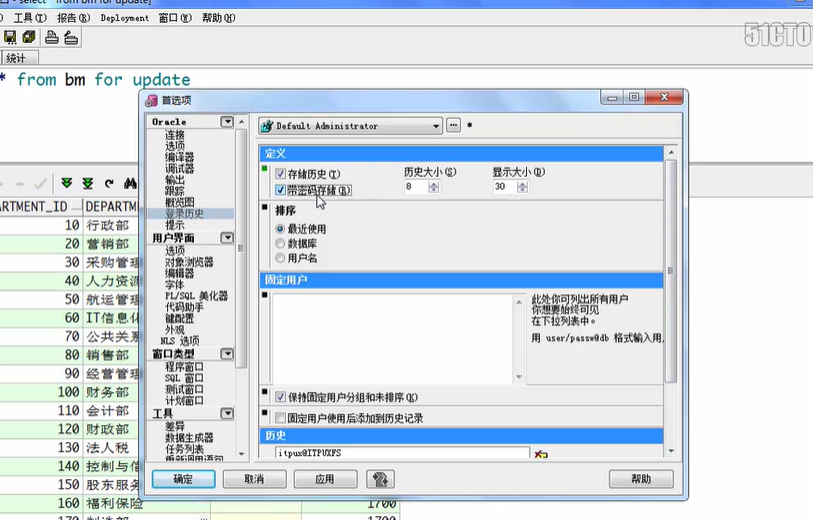 select * from bm for update]
工具(T) 报告(R) Deployment 窗口(W) 帮助(H)
51CTO
统计
* from bm for update
首选项
Oracle
连接
选项
编译器
调试器
输出
跟踪
概览图
登录历史
提示
用户界面
选项
对象浏览器
编辑器
字体
PL/SQL 美化器
代码助手
键配置
外观
NLS 选项
窗口类型
程序窗口
SQL 窗口
测试窗口
计划窗口
工具
差异
数据生成器
任务列表
重新调用语句
Default Administrator
*
定义
存储历史(T)
历史大小(S)
显示大小(D)
带密码存储(R)
8
30
排序
最近使用
数据库
用户名
固定用户
此处你可列出所有用户
你想要始终可见
在下拉列表中。
用 user/passw@db 格式输入用
保持固定用户分组和未排序(K)
固定用户使用后添加到历史记录
历史
itpux@ITPUXFS
确定
取消
应用
帮助
ARTMENT_ID
DEPARTM
10 行政部
20 营销部
30 采购管理
40 人力资源
50 航运管理
60 IT信息化
70 公共关系
80 销售部
90 经营管理
100 财务部
110 会计部
120 财政部
130 法人税
140 控制与信
150 股东服务
160 福利保险
1700
170 制造部
1700